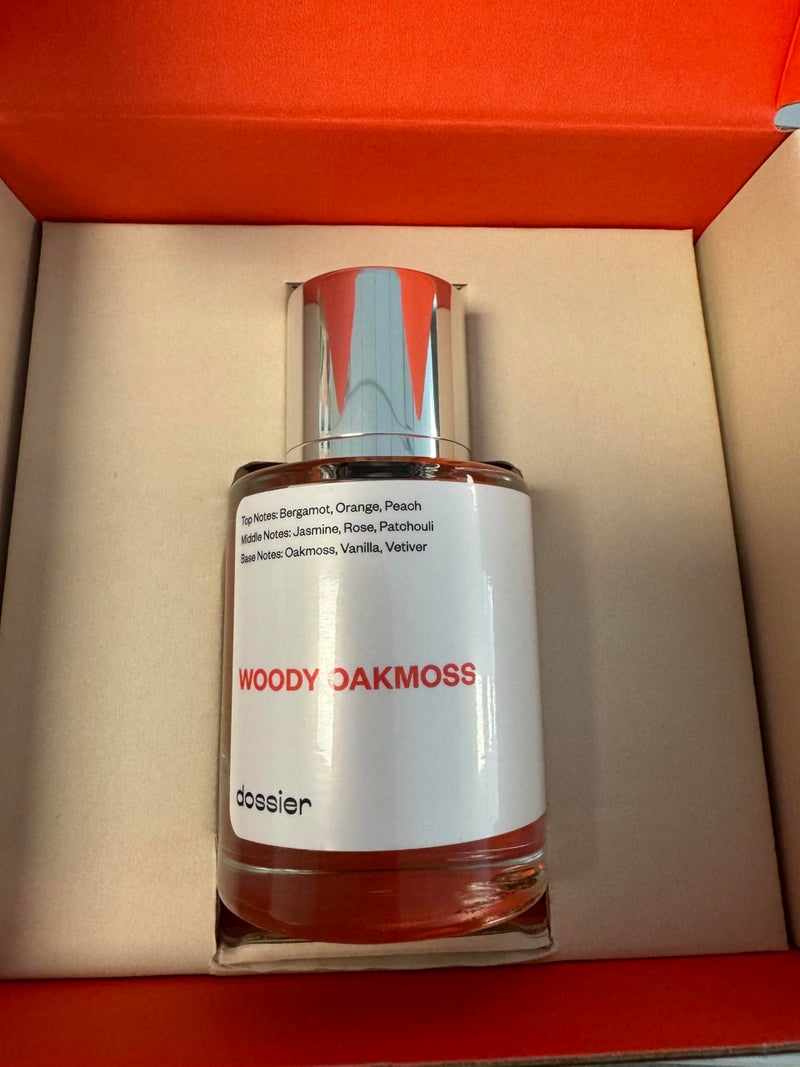 Top Notes: Bergamot, Orange, Peach
Middle Notes: Jasmine, Rose, Patchouli
Base Notes: Oakmoss, Vanilla, Vetiver
WOODY OAKMOSS
dossier